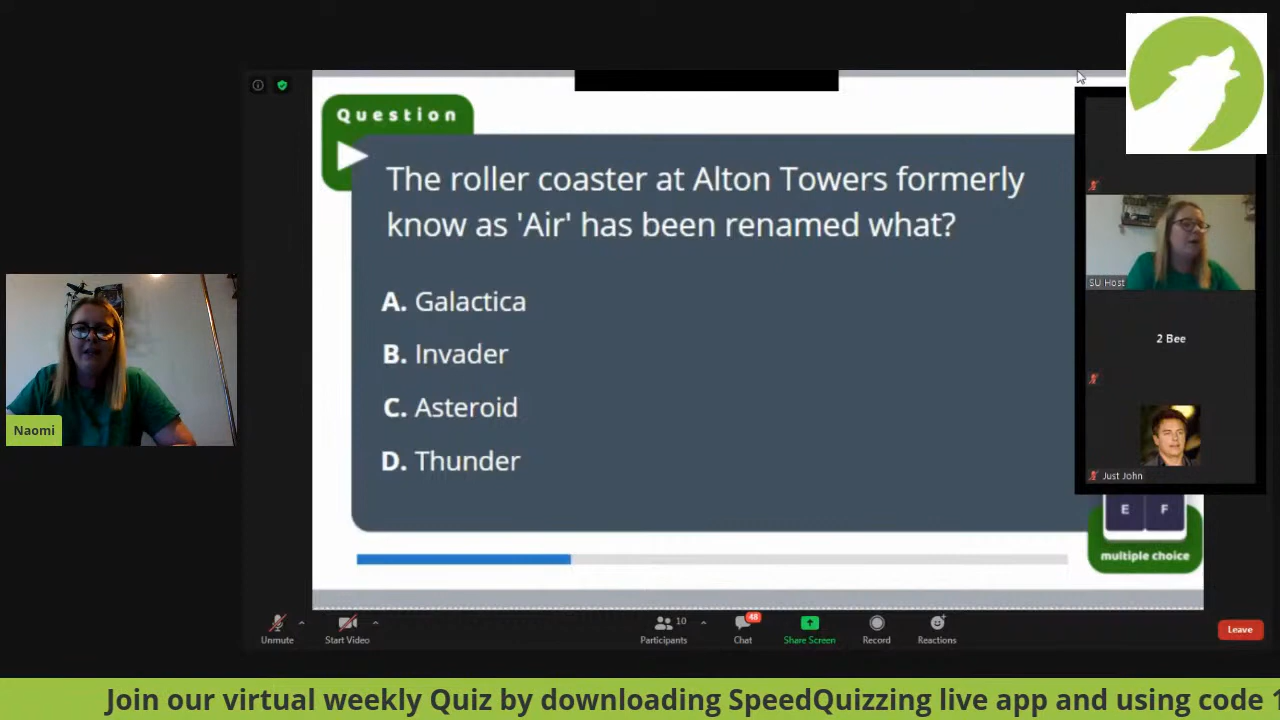 Question
The roller coaster at Alton Towers formerly
know as 'Air' has been renamed what?
A. Galactica
B. Invader
C. Asteroid
D. Thunder
SU Host
2 Bee
Just John
Naomi
E F
multiple choice
Unmute
Start Video
10
Participants
48
Chat
Share Screen
Record
Reactions
Leave
Join our virtual weekly Quiz by downloading SpeedQuizzing live app and using code